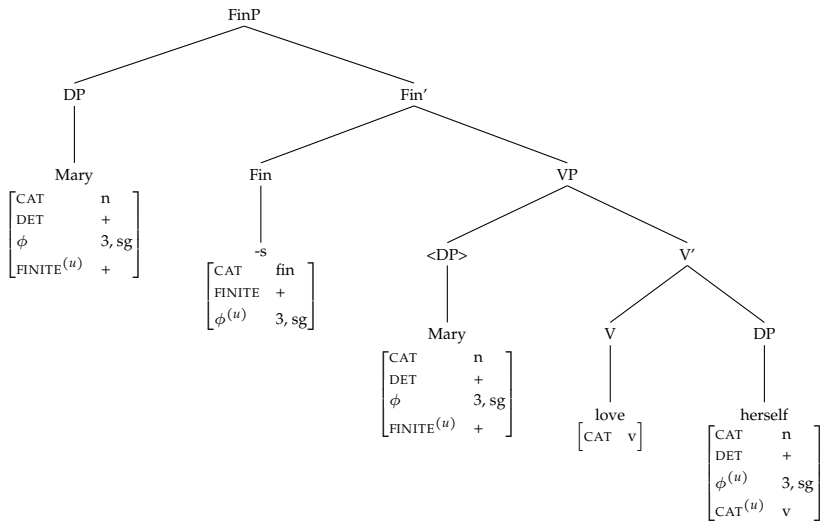 FinP
DP Fin'
Mary Fin VP
CAT n
DET +
ϕ 3, sg
FINITE(u) +
-s
CAT fin
FINITE +
ϕ(u) 3, sg
<DP> V'
Mary V DP
CAT n
DET +
ϕ 3, sg
FINITE(u) +
love
CAT v
herself
CAT n
DET +
ϕ(u) 3, sg
CAT(u) v